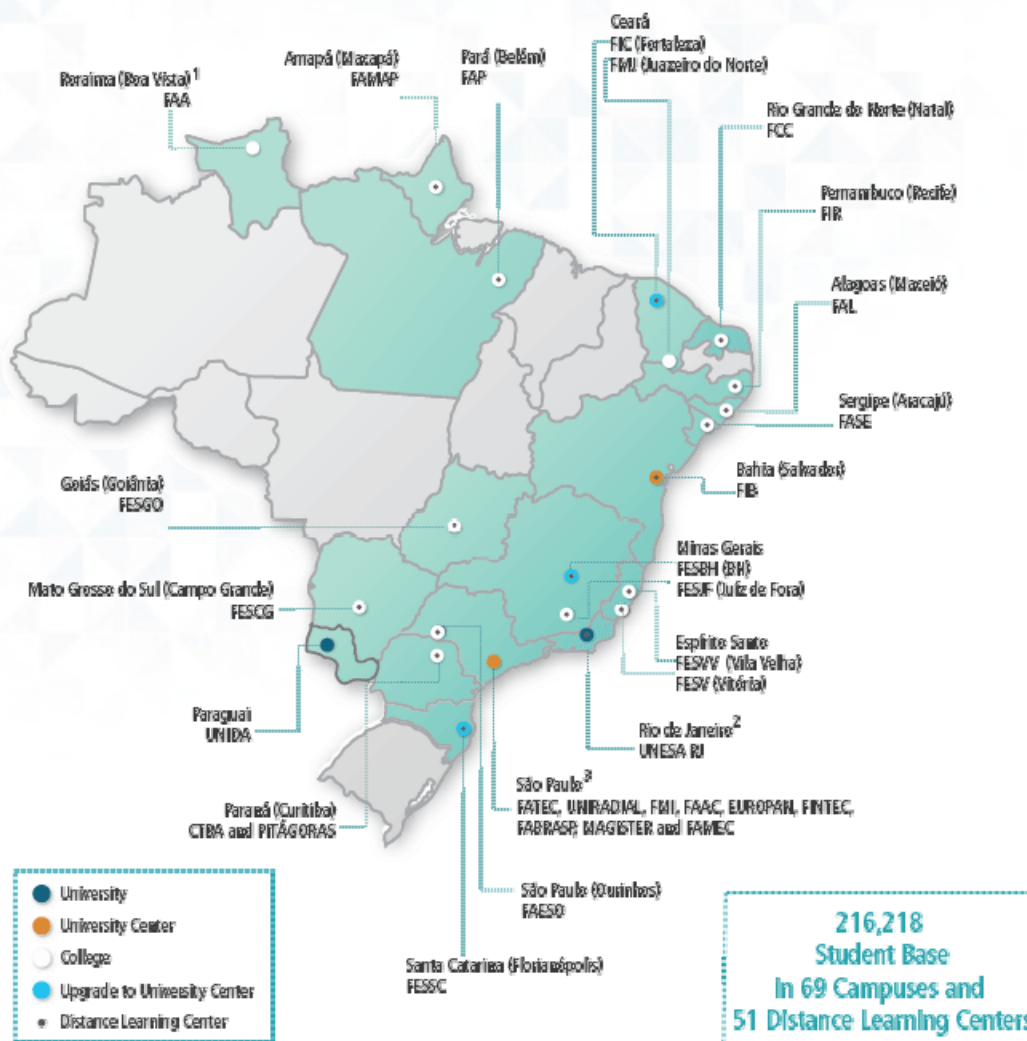 Roraima (Boa Vista)¹
FAA
Amapá (Macapá)
FAMAP
Pará (Belém)
FAP
Ceará
FIC (Fortaleza)
FMJ (Juazeiro do Norte)
Rio Grande do Norte (Natal)
FCC
Pernambuco (Recife)
FIR
Alagoas (Maceió)
FAL
Sergipe (Aracajú)
FASE
Bahia (Salvador)
FIB
Goiás (Goiânia)
FESGO
Minas Gerais
FESBH (BH)
FESJF (Juiz de Fora)
Mato Grosso do Sul (Campo Grande)
FESCG
Espírito Santo
FESVV (Vila Velha)
FESV (Vitória)
Paraguai
UNIDA
Rio de Janeiro²
UNESA RJ
São Paulo³
FATEC, UNIRADIAL, FMI, FAAC, EUROPAN, FINTEC,
FABRASP, MAGISTER and FAMEC
Paraná (Curitiba)
CTBA and PITÁGORAS
São Paulo (Ourinhos)
FAESO
Santa Catarina (Florianópolis)
FESSC
University
University Center
College
Upgrade to University Center
Distance Learning Center
216,218
Student Base
In 69 Campuses and
51 Distance Learning Centers